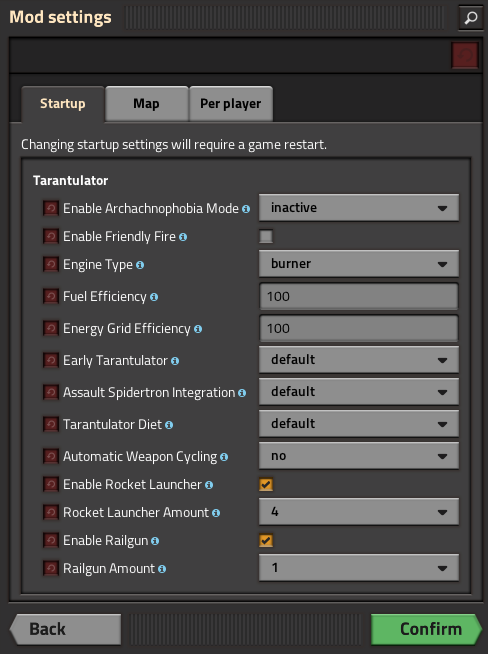 Mod settings
Startup Map Per player
Changing startup settings will require a game restart.
Tarantulator
Enable Archachnophobia Mode inactive
Enable Friendly Fire
Engine Type burner
Fuel Efficiency 100
Energy Grid Efficiency 100
Early Tarantulator default
Assault Spidertron Integration default
Tarantulator Diet default
Automatic Weapon Cycling no
Enable Rocket Launcher
Rocket Launcher Amount 4
Enable Railgun
Railgun Amount 1
Back Confirm